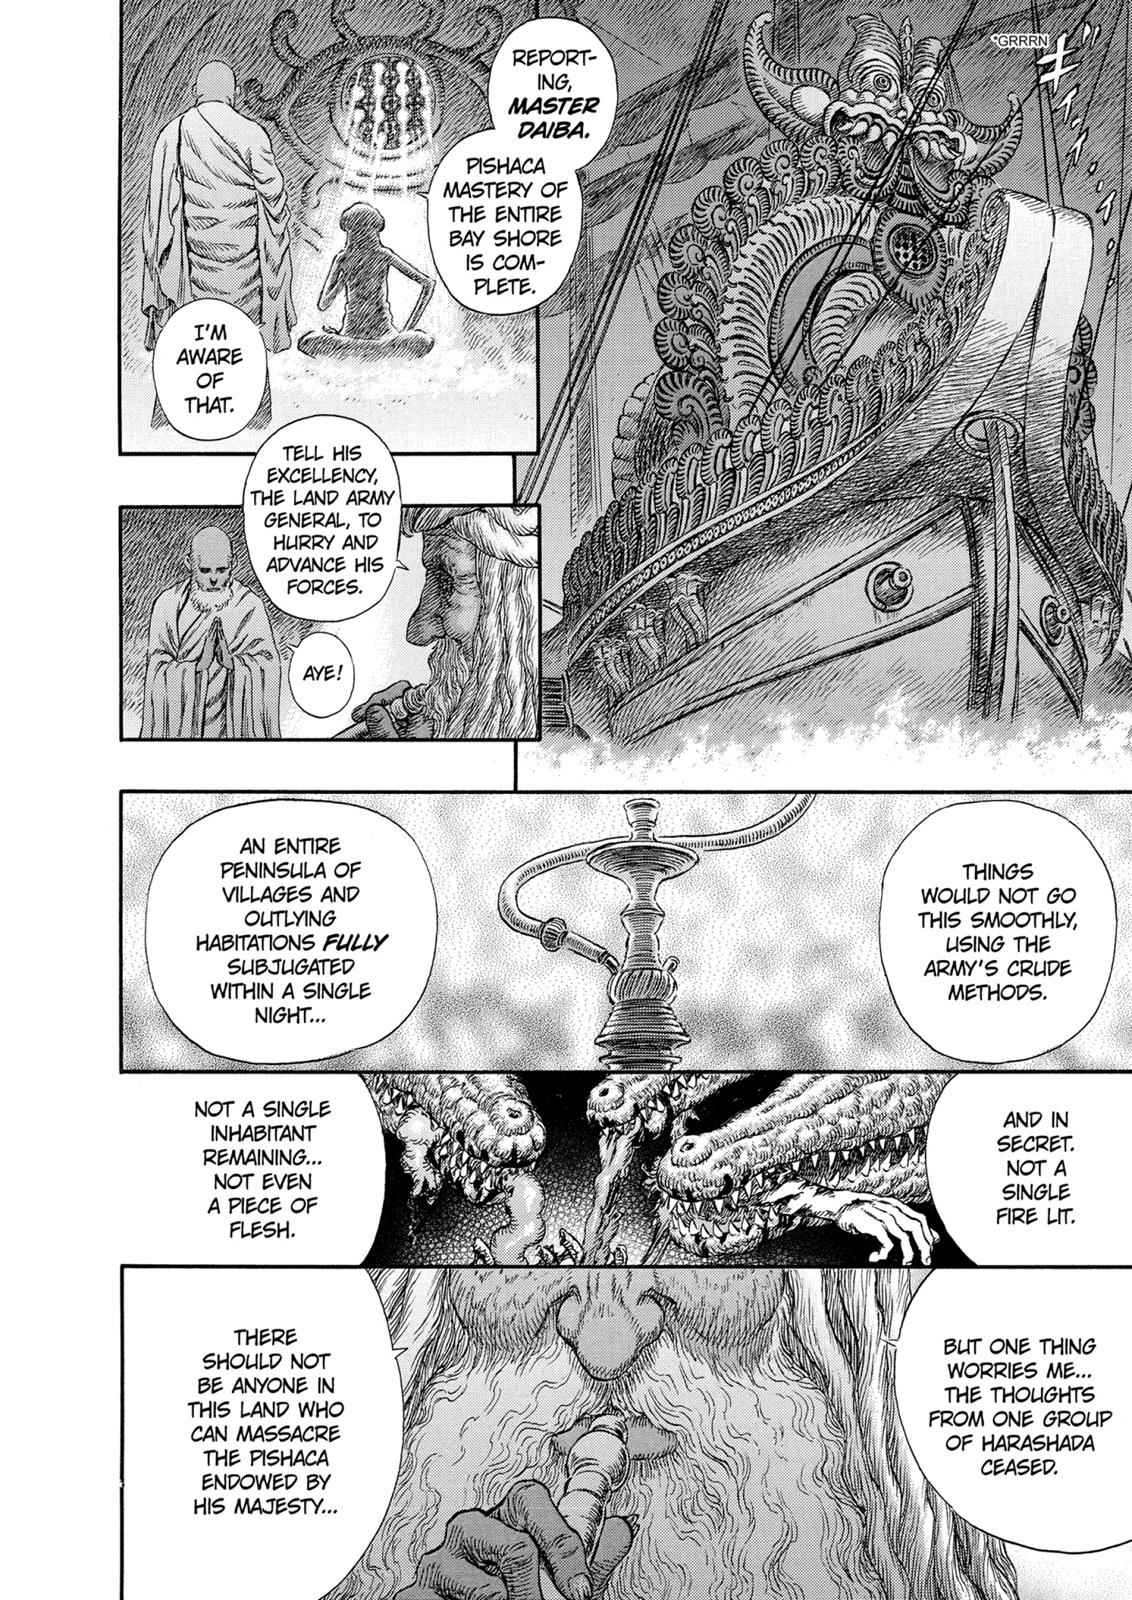 *GRRRN
ギィィ...
REPORT-
ING,
MASTER
DAIBA.
PISHACA
MASTERY OF
THE ENTIRE
BAY SHORE
IS COM-
PLETE.
I'M
AWARE
OF
THAT.
TELL HIS
EXCELLENCY,
THE LAND ARMY
GENERAL, TO
HURRY AND
ADVANCE HIS
FORCES.
AYE!
THINGS
WOULD NOT GO
THIS SMOOTHLY,
USING THE
ARMY'S CRUDE
METHODS.
AN ENTIRE
PENINSULA OF
VILLAGES AND
OUTLYING
HABITATIONS FULLY
SUBJUGATED
WITHIN A SINGLE
NIGHT...
AND IN
SECRET.
NOT A
SINGLE
FIRE LIT.
NOT A SINGLE
INHABITANT
REMAINING...
NOT EVEN
A PIECE OF
FLESH.
BUT ONE THING
WORRIES ME...
THE THOUGHTS
FROM ONE GROUP
OF HARASHADA
CEASED.
THERE
SHOULD NOT
BE ANYONE IN
THIS LAND WHO
CAN MASSACRE
THE PISHACA
ENDOWED BY
HIS MAJESTY...